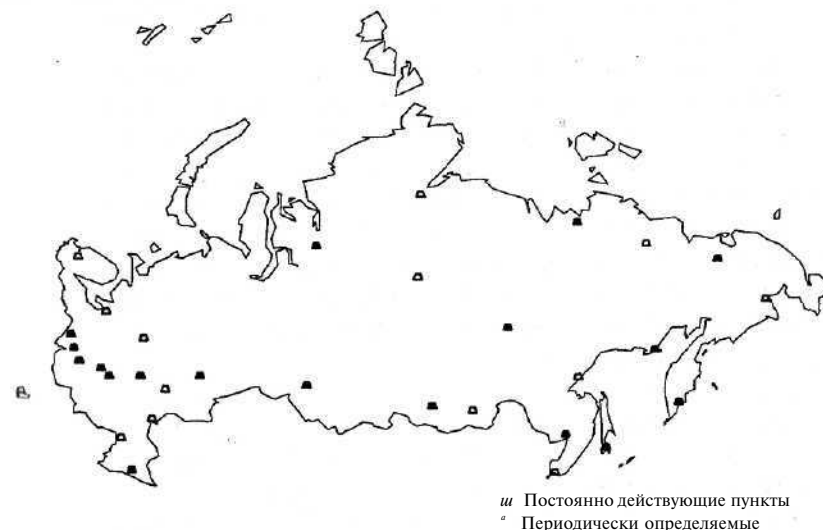 ш Постоянно действующие пункты
а Периодически определяемые